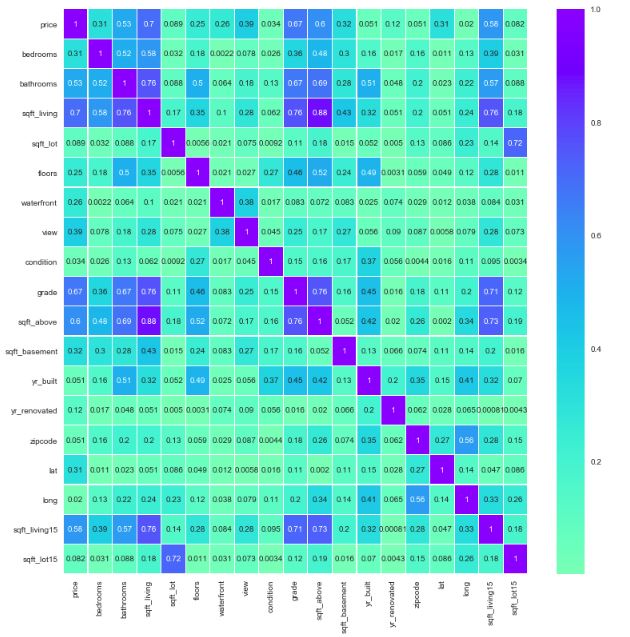 price 1 0.31 0.53 0.7 0.089 0.25 0.26 0.39 0.034 0.67 0.6 0.32 0.051 0.12 0.051 0.31 0.02 0.56 0.082
bedrooms 0.31 1 0.52 0.58 0.032 0.18 0.0022 0.078 0.026 0.36 0.48 0.3 0.16 0.017 0.16 0.011 0.13 0.39 0.031
bathrooms 0.53 0.52 1 0.76 0.088 0.5 0.064 0.18 0.13 0.67 0.69 0.28 0.51 0.048 0.2 0.023 0.22 0.57 0.088
sqft_living 0.7 0.58 0.76 1 0.17 0.35 0.1 0.28 0.062 0.76 0.88 0.43 0.32 0.051 0.2 0.051 0.24 0.76 0.18
sqft_lot 0.089 0.032 0.088 0.17 1 0.0056 0.021 0.075 0.0092 0.11 0.18 0.015 0.052 0.005 0.13 0.086 0.23 0.14 0.72
floors 0.25 0.18 0.5 0.35 0.0056 1 0.021 0.027 0.27 0.46 0.52 0.24 0.49 0.0031 0.059 0.049 0.12 0.28 0.011
waterfront 0.26 0.0022 0.064 0.1 0.021 0.021 1 0.38 0.017 0.083 0.072 0.083 0.025 0.074 0.029 0.012 0.038 0.084 0.031
view 0.39 0.078 0.18 0.28 0.075 0.027 0.38 1 0.045 0.25 0.17 0.27 0.056 0.09 0.087 0.0058 0.079 0.28 0.073
condition 0.034 0.026 0.13 0.062 0.0092 0.27 0.017 0.045 1 0.15 0.16 0.17 0.37 0.056 0.0044 0.016 0.11 0.095 0.0034
grade 0.67 0.36 0.67 0.76 0.11 0.46 0.083 0.25 0.15 1 0.76 0.16 0.45 0.016 0.18 0.11 0.2 0.71 0.12
sqft_above 0.6 0.48 0.69 0.88 0.18 0.52 0.072 0.17 0.16 0.76 1 0.052 0.42 0.02 0.26 0.002 0.34 0.73 0.19
sqft_basement 0.32 0.3 0.28 0.43 0.015 0.24 0.083 0.27 0.17 0.16 0.052 1 0.13 0.066 0.074 0.11 0.14 0.2 0.016
yr_built 0.051 0.16 0.51 0.32 0.052 0.49 0.025 0.056 0.37 0.45 0.42 0.13 1 0.2 0.35 0.15 0.41 0.32 0.07
yr_renovated 0.12 0.017 0.048 0.051 0.005 0.0031 0.074 0.09 0.056 0.016 0.02 0.066 0.2 1 0.062 0.028 0.065 0.00081 0.0043
zipcode 0.051 0.16 0.2 0.2 0.13 0.059 0.029 0.087 0.0044 0.18 0.26 0.074 0.35 0.062 1 0.27 0.56 0.28 0.15
lat 0.31 0.011 0.023 0.051 0.086 0.049 0.012 0.0058 0.016 0.11 0.002 0.11 0.15 0.028 0.27 1 0.14 0.047 0.086
long 0.02 0.13 0.22 0.24 0.23 0.12 0.038 0.079 0.11 0.2 0.34 0.14 0.41 0.065 0.56 0.14 1 0.33 0.26
sqft_living15 0.56 0.39 0.57 0.76 0.14 0.28 0.084 0.28 0.095 0.71 0.73 0.2 0.32 0.00081 0.28 0.047 0.33 1 0.18
sqft_lot15 0.082 0.031 0.088 0.18 0.72 0.011 0.031 0.073 0.0034 0.12 0.19 0.016 0.07 0.0043 0.15 0.086 0.26 0.18 1
price bedrooms bathrooms sqft_living sqft_lot floors waterfront view condition grade sqft_above sqft_basement yr_built yr_renovated zipcode lat long sqft_living15 sqft_lot15
1.0
0.8
0.6
0.4
0.2